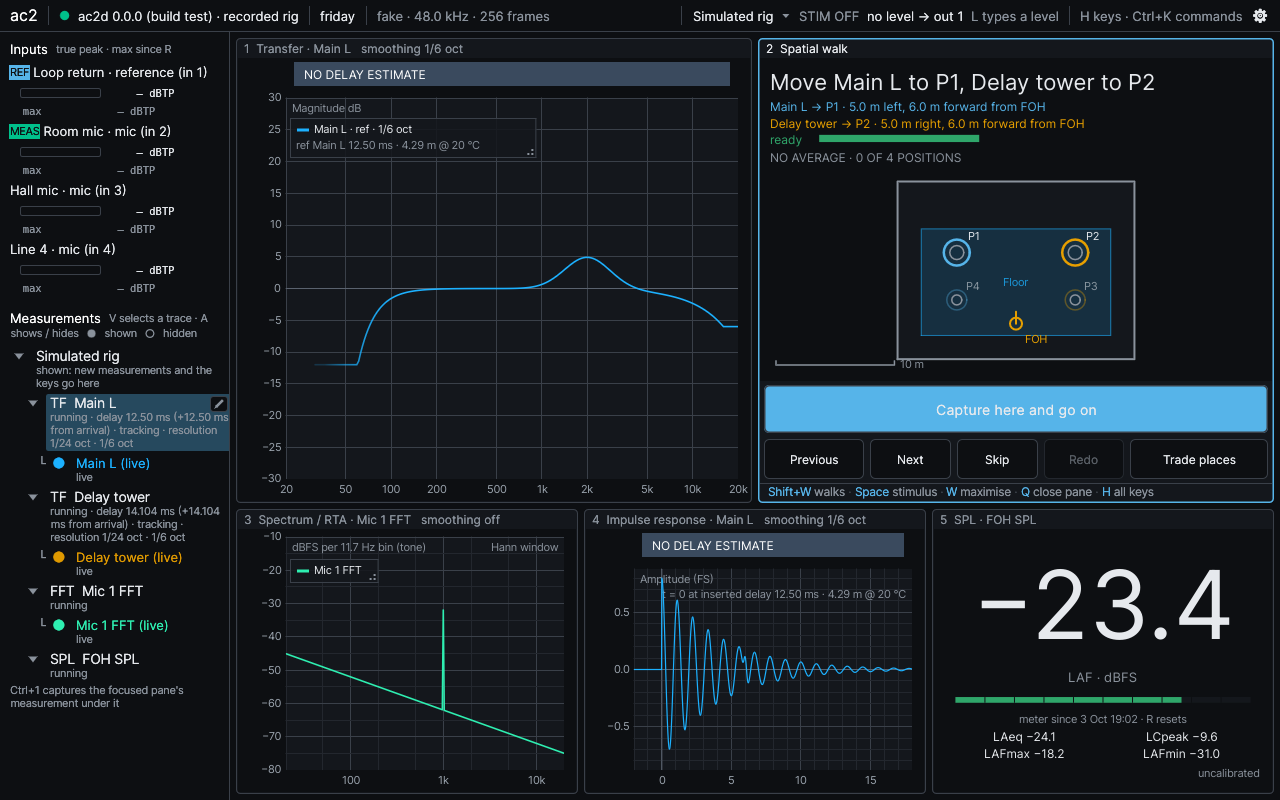 ac2 ac2d 0.0.0 (build test) · recorded rig friday fake · 48.0 kHz · 256 frames Simulated rig STIM OFF no level → out 1 L types a level H keys · Ctrl+K commands
Inputs true peak · max since R
REF Loop return · reference (in 1)
– dBTP
max – dBTP
MEAS Room mic · mic (in 2)
– dBTP
max – dBTP
Hall mic · mic (in 3)
– dBTP
max – dBTP
Line 4 · mic (in 4)
– dBTP
max – dBTP
Measurements V selects a trace · A
shows / hides shown hidden
Simulated rig
shown: new measurements and the
keys go here
TF Main L
running · delay 12.50 ms (+12.50 ms
from arrival) · tracking · resolution
1/24 oct · 1/6 oct
Main L (live)
live
TF Delay tower
running · delay 14.104 ms (+14.104
ms from arrival) · tracking ·
resolution 1/24 oct · 1/6 oct
Delay tower (live)
live
FFT Mic 1 FFT
running
Mic 1 FFT (live)
live
SPL FOH SPL
running
Ctrl+1 captures the focused pane's
measurement under it
1 Transfer · Main L smoothing 1/6 oct
NO DELAY ESTIMATE
Magnitude dB
Main L · ref · 1/6 oct
ref Main L 12.50 ms · 4.29 m @ 20 °C
30
25
20
15
10
5
0
−5
−10
−15
−20
−25
−30
20 50 100 200 500 1k 2k 5k 10k 20k
2 Spatial walk
Move Main L to P1, Delay tower to P2
Main L → P1 · 5.0 m left, 6.0 m forward from FOH
Delay tower → P2 · 5.0 m right, 6.0 m forward from FOH
ready
NO AVERAGE · 0 OF 4 POSITIONS
P1 P2
Floor
P4 P3
FOH
10 m
Capture here and go on
Previous Next Skip Redo Trade places
Shift+W walks · Space stimulus · W maximise · Q close pane · H all keys
3 Spectrum / RTA · Mic 1 FFT smoothing off
dBFS per 11.7 Hz bin (tone) Hann window
Mic 1 FFT
−10
−20
−30
−40
−50
−60
−70
−80
100 1k 10k
4 Impulse response · Main L smoothing 1/6 oct
NO DELAY ESTIMATE
Amplitude (FS)
t = 0 at inserted delay 12.50 ms · 4.29 m @ 20 °C
0.5
0.0
−0.5
0 5 10 15
5 SPL · FOH SPL
−23.4
LAF · dBFS
meter since 3 Oct 19:02 · R resets
LAeq −24.1 LCpeak −9.6
LAFmax −18.2 LAFmin −31.0
uncalibrated